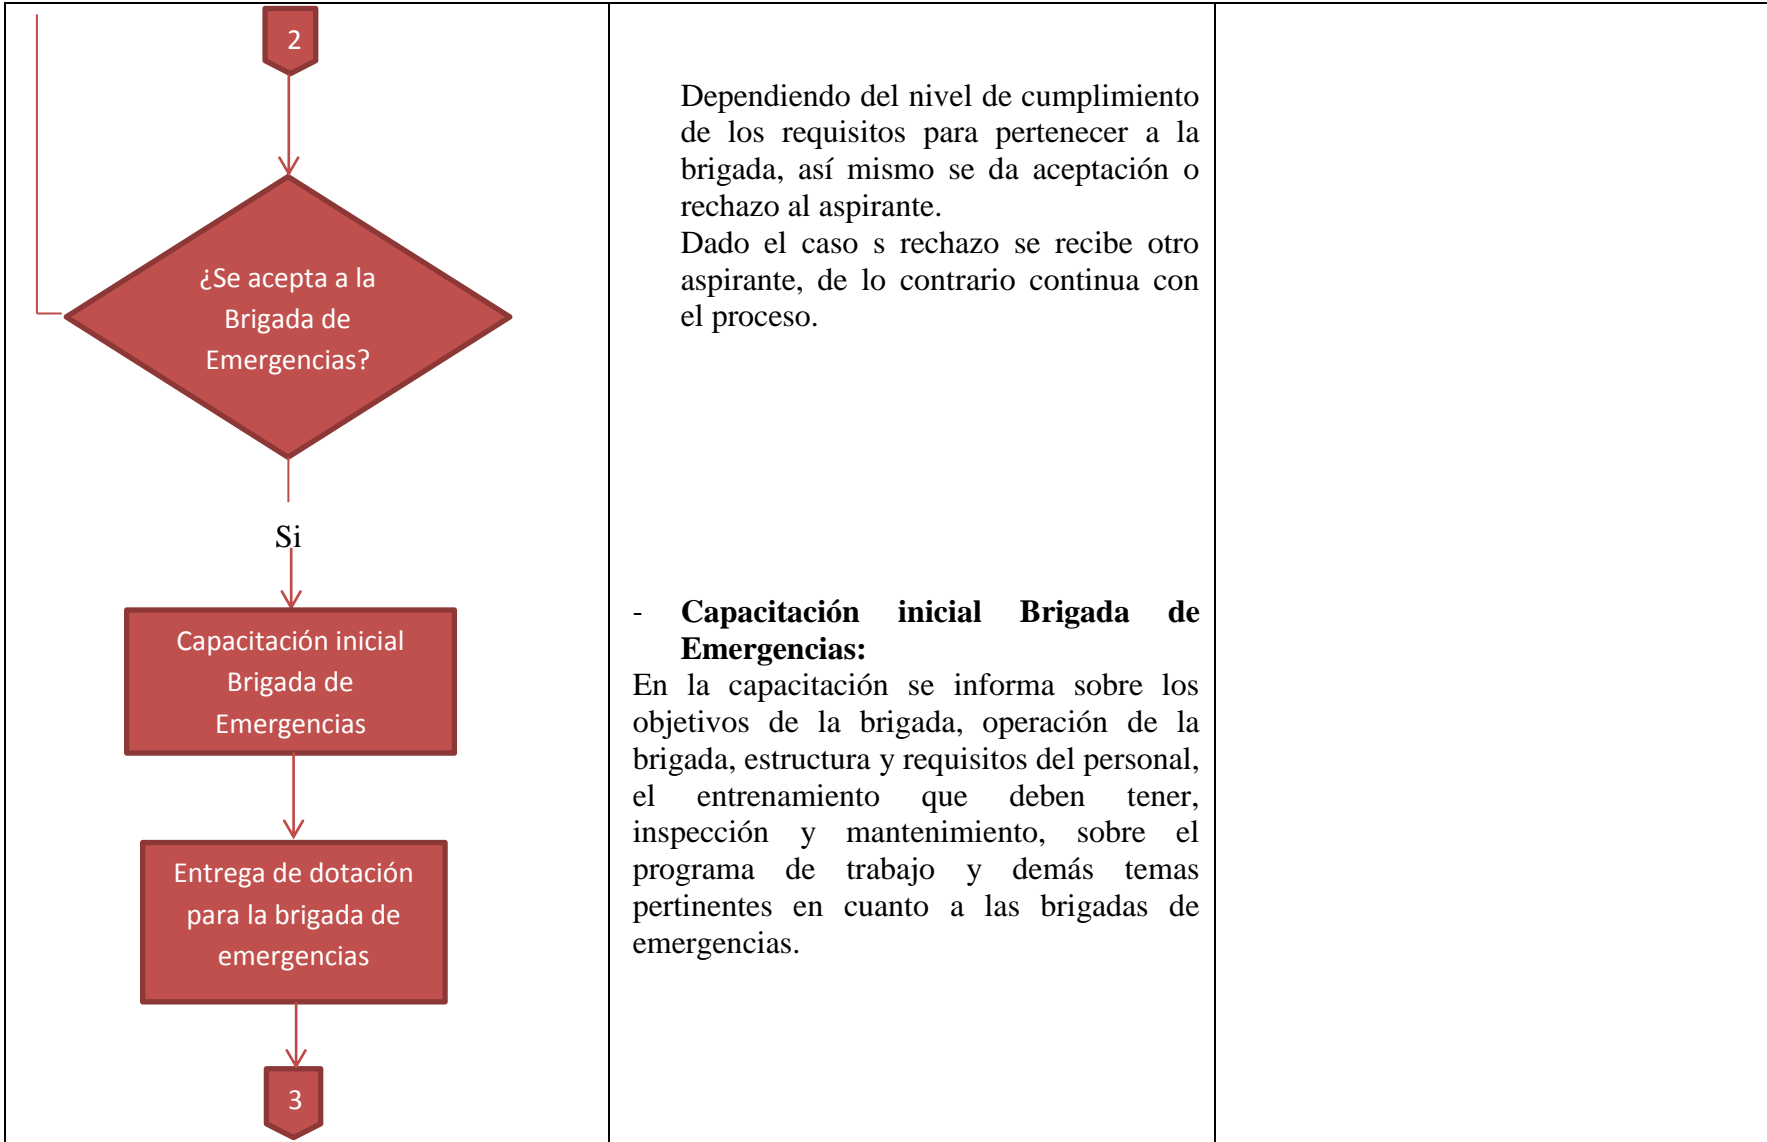 2
¿Se acepta a la
Brigada de
Emergencias?
Si
Capacitación inicial
Brigada de
Emergencias
Entrega de dotación
para la brigada de
emergencias
3
Dependiendo del nivel de cumplimiento
de los requisitos para pertenecer a la
brigada, así mismo se da aceptación o
rechazo al aspirante.
Dado el caso s rechazo se recibe otro
aspirante, de lo contrario continua con
el proceso.
- Capacitación inicial Brigada de
Emergencias:
En la capacitación se informa sobre los
objetivos de la brigada, operación de la
brigada, estructura y requisitos del personal,
el entrenamiento que deben tener,
inspección y mantenimiento, sobre el
programa de trabajo y demás temas
pertinentes en cuanto a las brigadas de
emergencias.